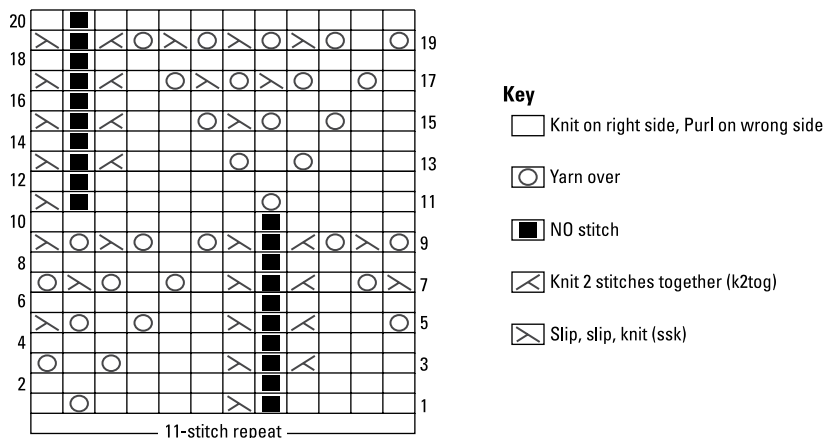 20
19
18
17
16
15
14
13
12
11
10
9
8
7
6
5
4
3
2
1
11-stitch repeat
Key
Knit on right side, Purl on wrong side
Yarn over
NO stitch
Knit 2 stitches together (k2tog)
Slip, slip, knit (ssk)